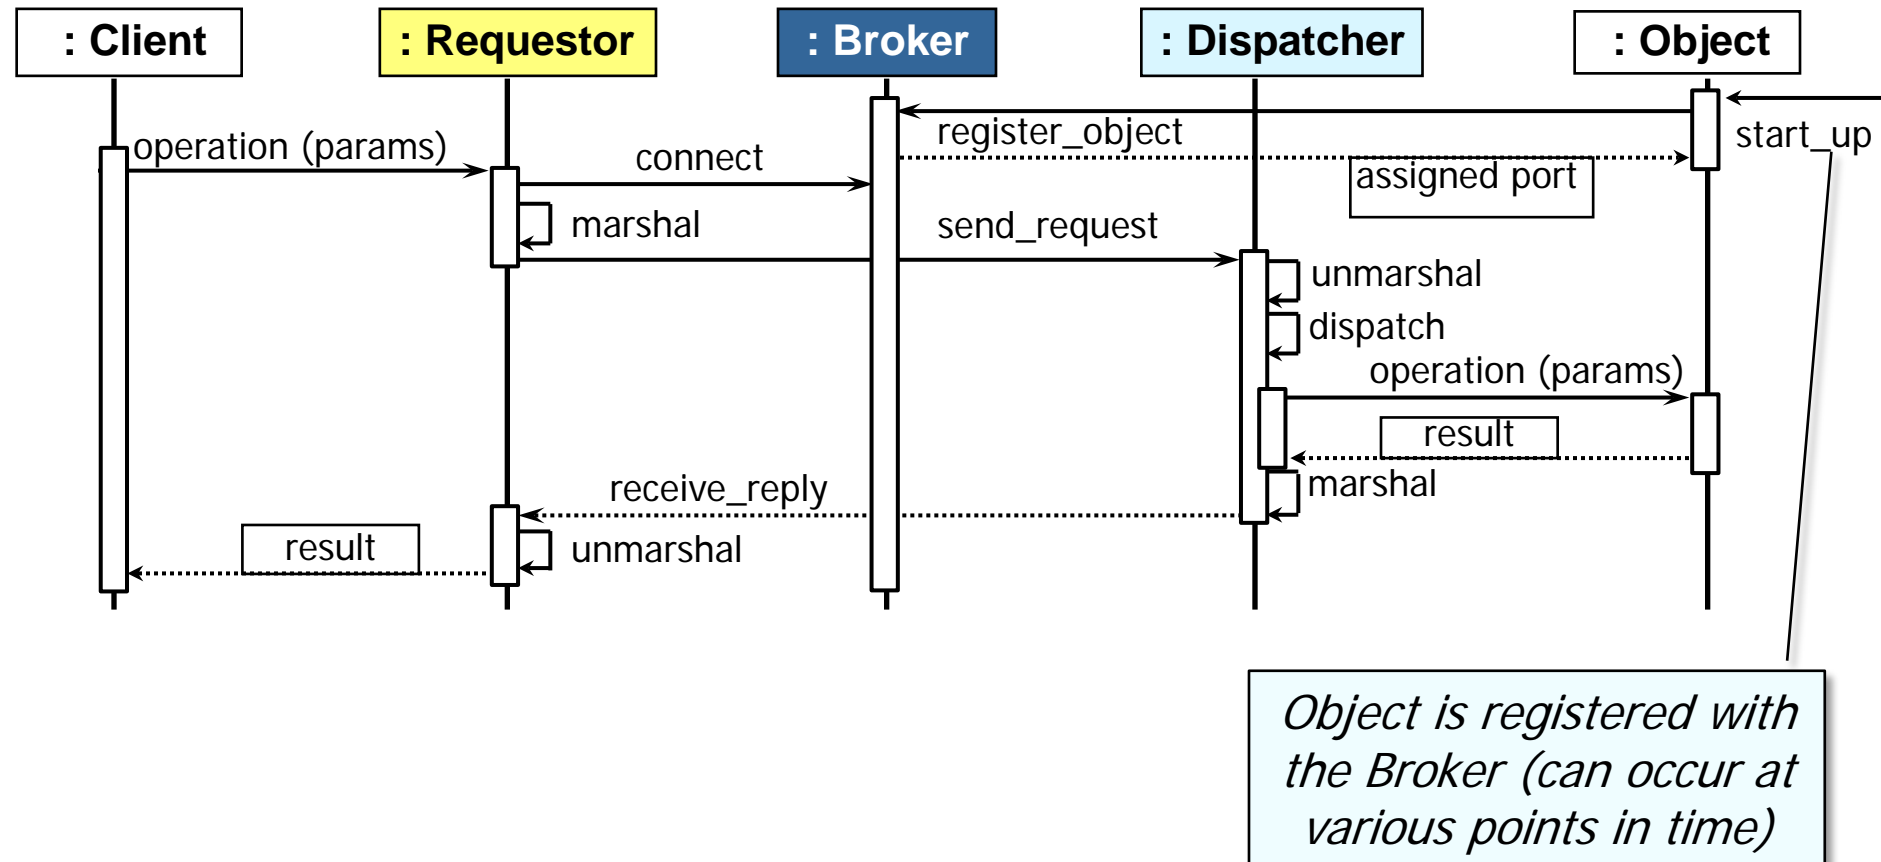 : Client
: Requestor
: Broker
: Dispatcher
: Object
register_object
start_up
operation (params)
connect
assigned port
marshal
send_request
unmarshal
dispatch
operation (params)
result
marshal
receive_reply
result
unmarshal
Object is registered with
the Broker (can occur at
various points in time)